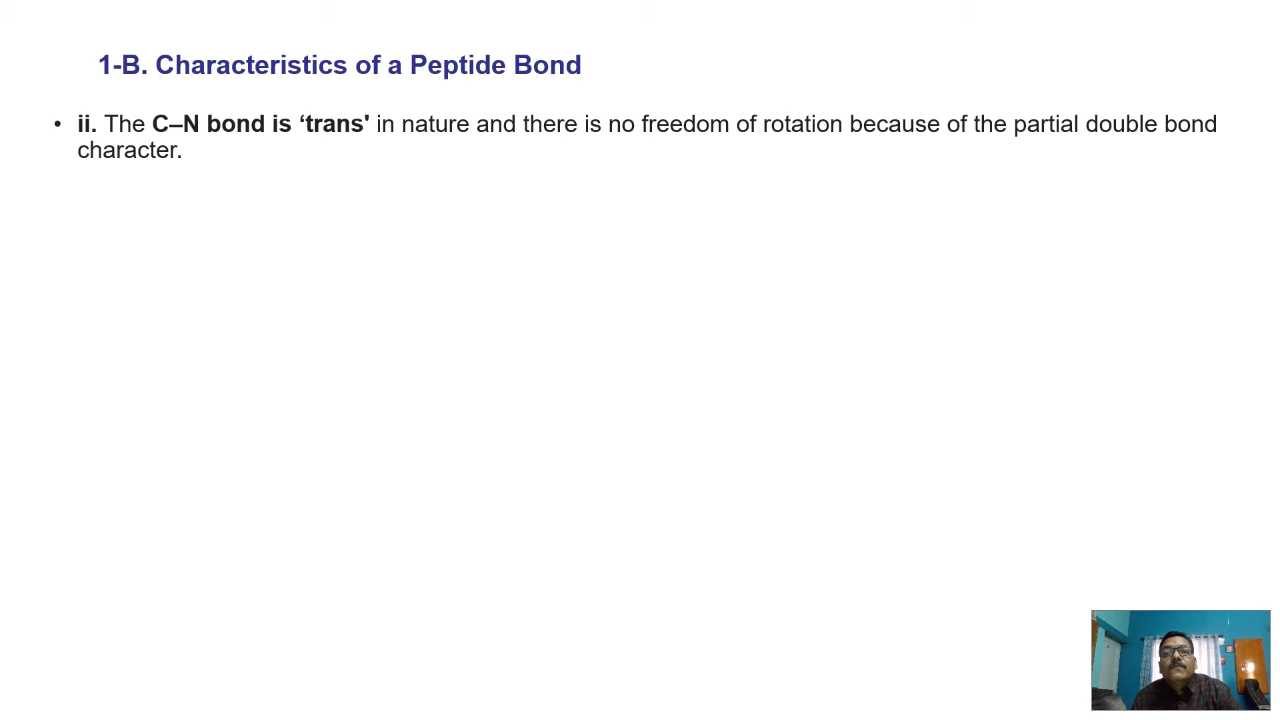 1-B. Characteristics of a Peptide Bond
• ii. The C–N bond is ‘trans' in nature and there is no freedom of rotation because of the partial double bond
character.